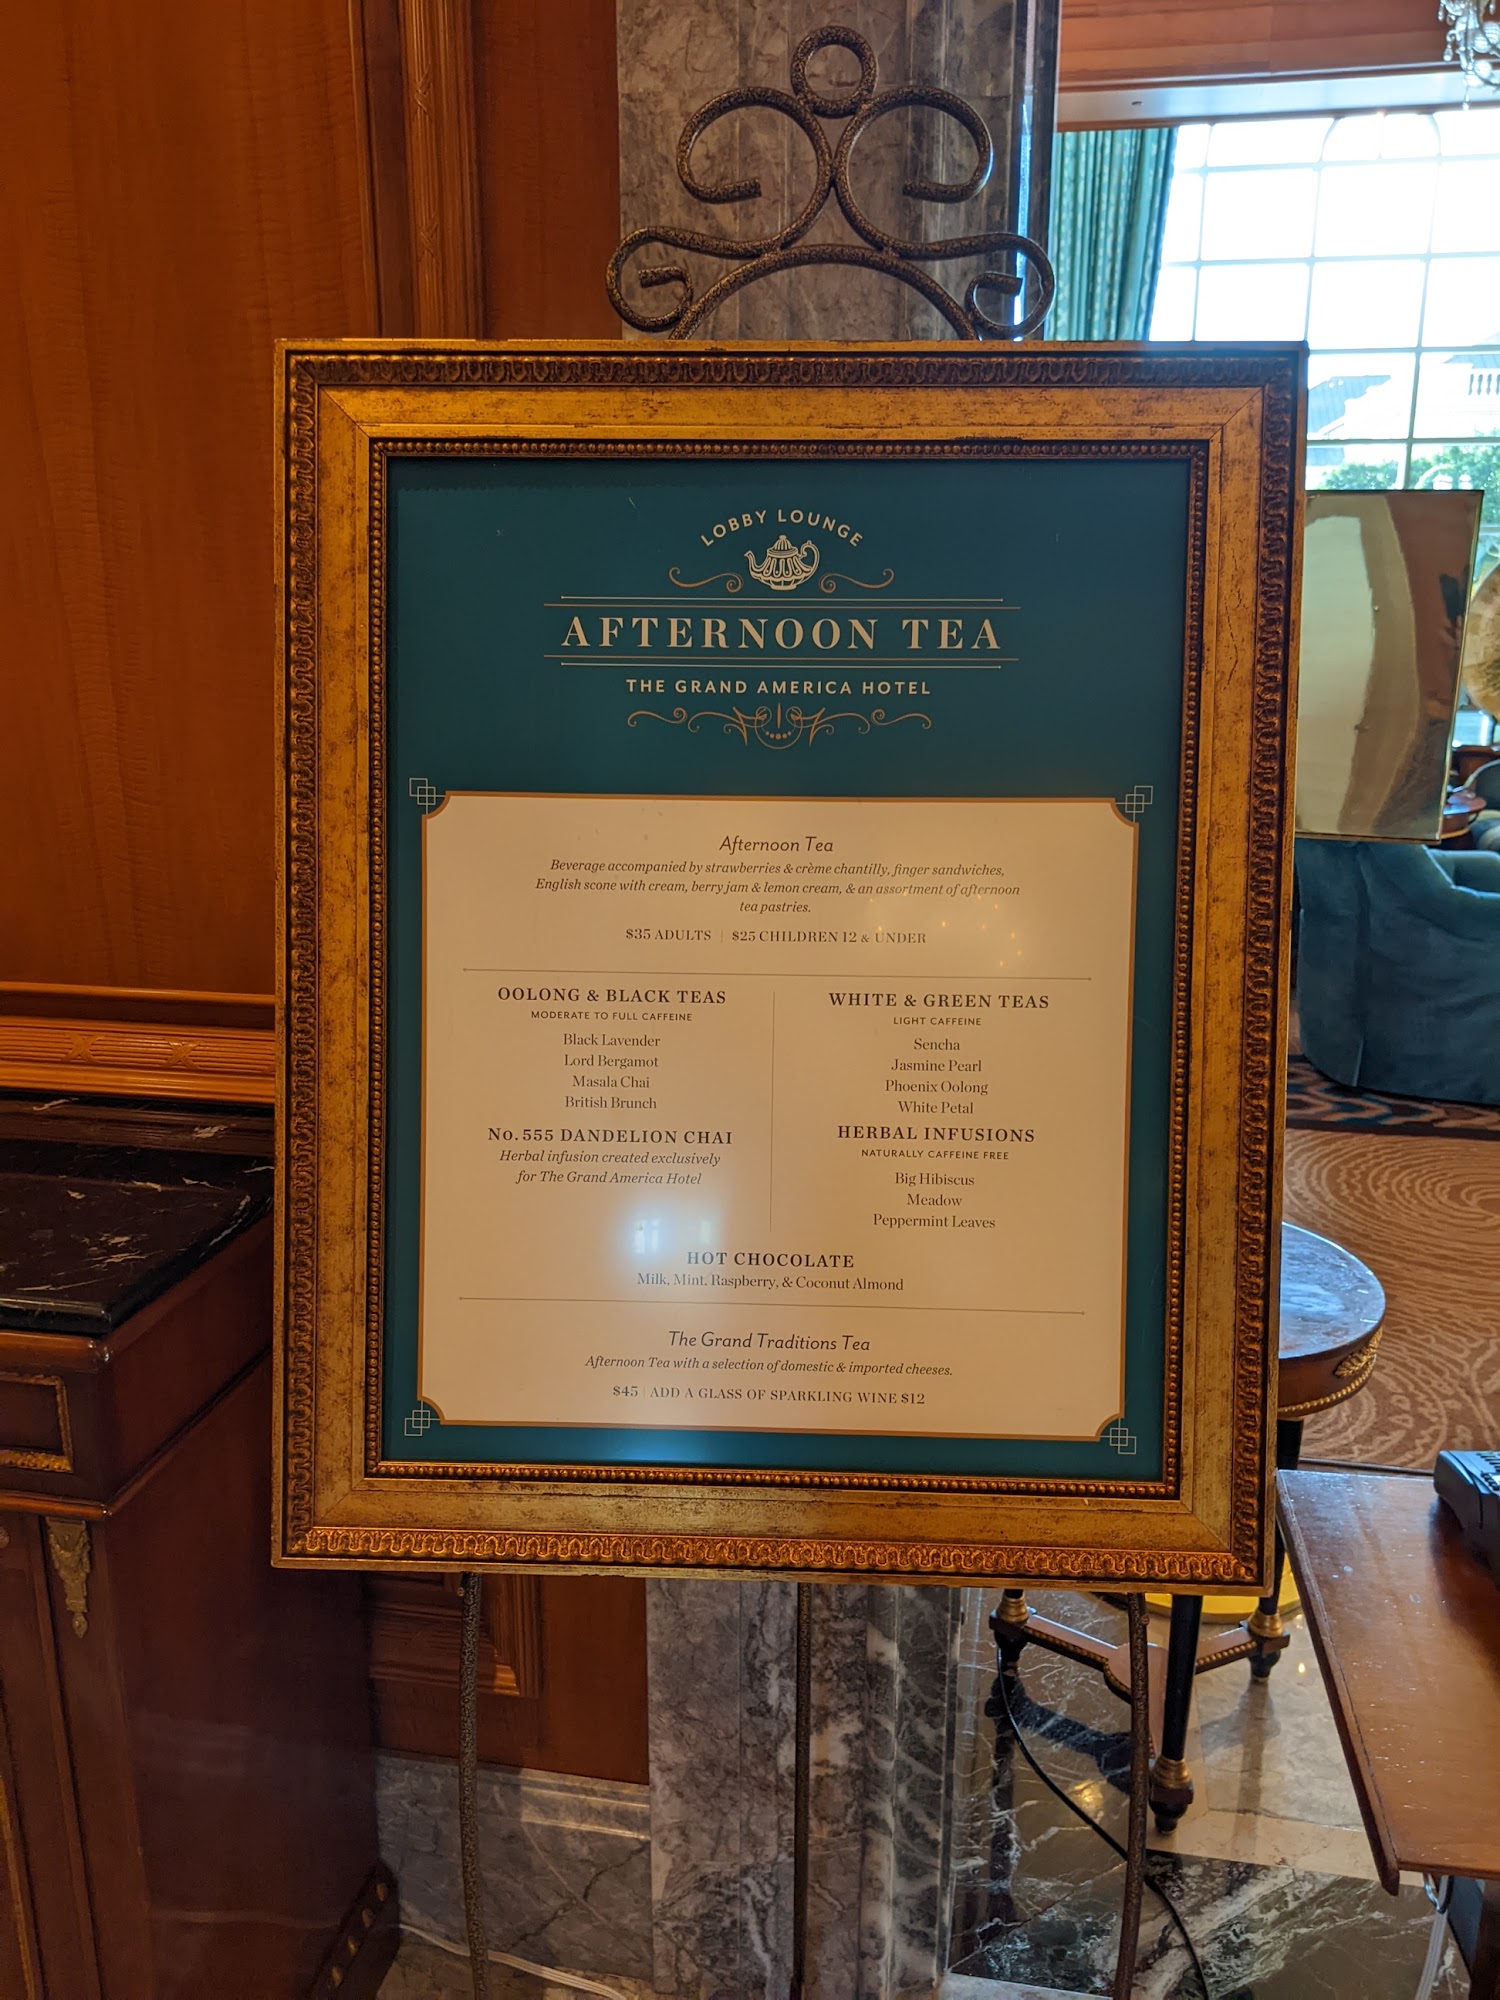 LOBBY LOUNGE
AFTERNOON TEA
THE GRAND AMERICA HOTEL
Afternoon Tea
Beverage accompanied by strawberries & crème chantilly, finger sandwiches,
English scone with cream, berry jam & lemon cream, & an assortment of afternoon
tea pastries.
$35 ADULTS | $25 CHILDREN 12 & UNDER
OOLONG & BLACK TEAS
MODERATE TO FULL CAFFEINE
Black Lavender
Lord Bergamot
Masala Chai
British Brunch
No. 555 DANDELION CHAI
Herbal infusion created exclusively
for The Grand America Hotel
WHITE & GREEN TEAS
LIGHT CAFFEINE
Sencha
Jasmine Pearl
Phoenix Oolong
White Petal
HERBAL INFUSIONS
NATURALLY CAFFEINE FREE
Big Hibiscus
Meadow
Peppermint Leaves
HOT CHOCOLATE
Milk, Mint, Raspberry, & Coconut Almond
The Grand Traditions Tea
Afternoon Tea with a selection of domestic & imported cheeses.
$45 | ADD A GLASS OF SPARKLING WINE $12